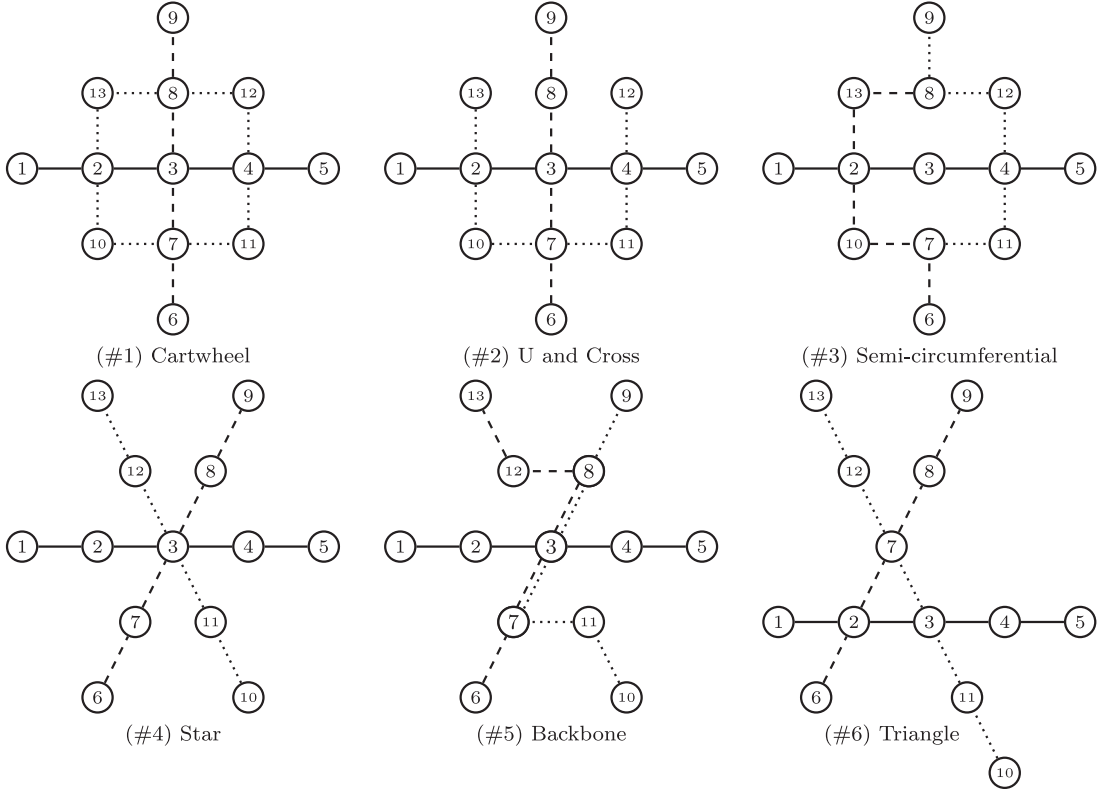 9 9 9
13 8 12 13 8 12 13 8 12
1 2 3 4 5 1 2 3 4 5 1 2 3 4 5
10 7 11 10 7 11 10 7 11
6 6 6
(#1) Cartwheel (#2) U and Cross (#3) Semi-circumferential
13 9 13 9 13 9
12 8 12 8 12 8
1 2 3 4 5 1 2 3 4 5 7
7 11 7 11 1 2 3 4 5
6 10 6 10 6 11
(#4) Star (#5) Backbone (#6) Triangle
10